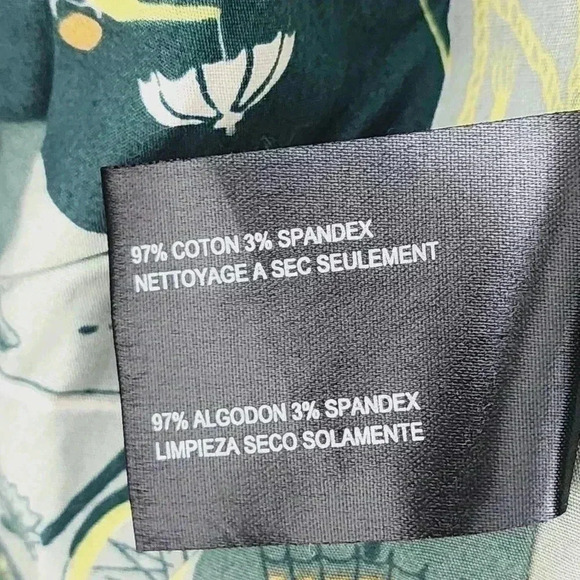 97% COTON 3% SPANDEX
NETTOYAGE A SEC SEULEMENT
97% ALGODON 3% SPANDEX
LIMPIEZA SECO SOLAMENTE